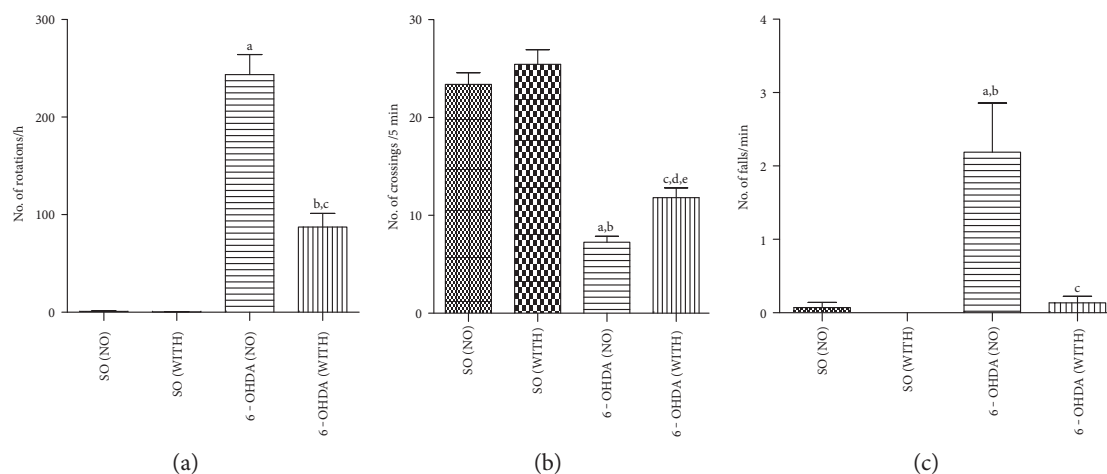 No. of rotations/h
300
200
100
0
a
b,c
SO (NO)
SO (WITH)
6 – OHDA (NO)
6 – OHDA (WITH)
(a)
No. of crossings /5 min
30
20
10
0
a,b
c,d,e
SO (NO)
SO (WITH)
6 – OHDA (NO)
6 – OHDA (WITH)
(b)
No. of falls/min
4
3
2
1
0
a,b
c
SO (NO)
SO (WITH)
6 – OHDA (NO)
6 – OHDA (WITH)
(c)